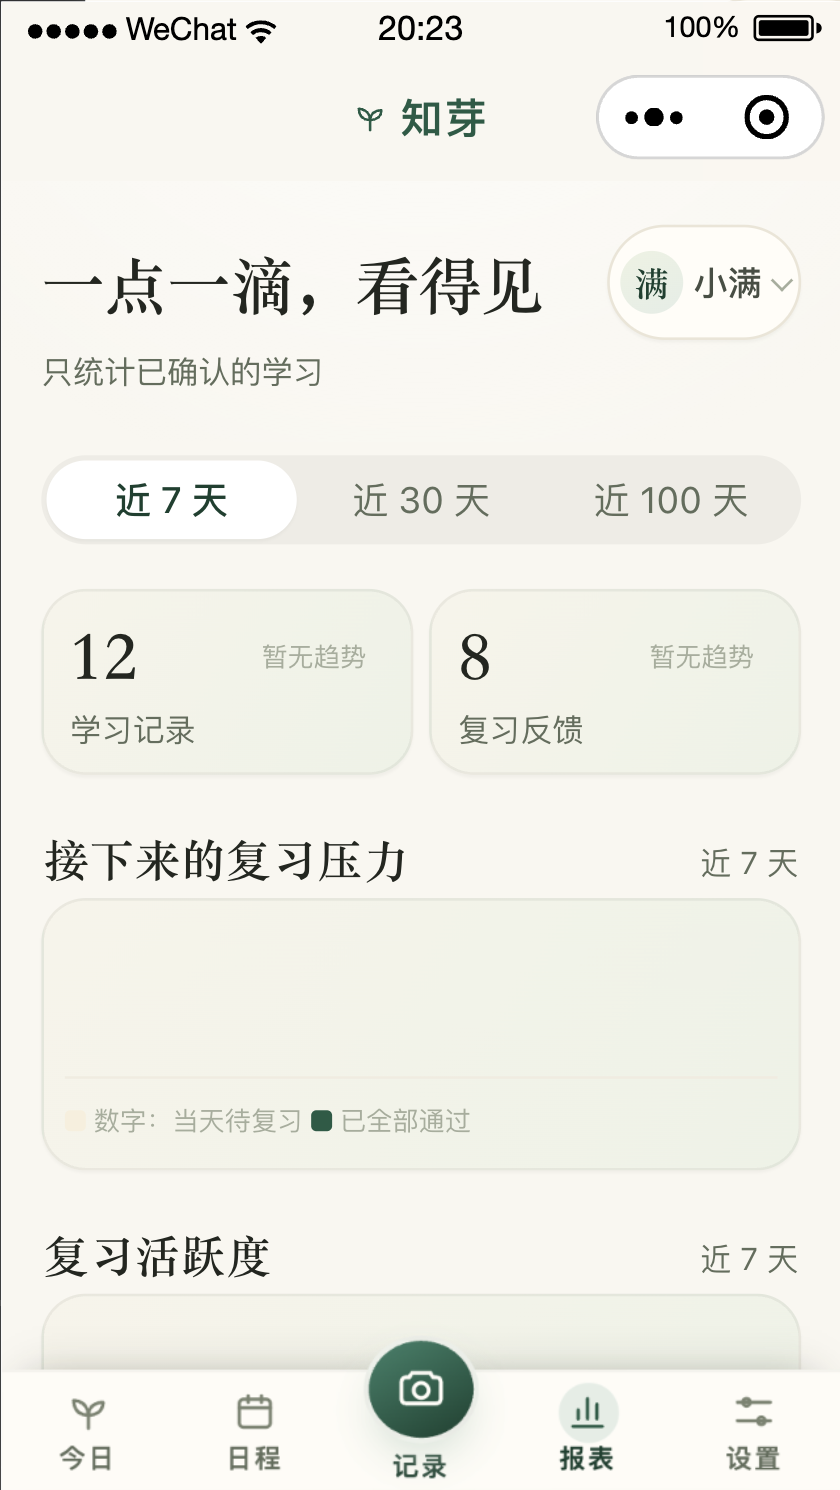 WeChat 20:23 100%
知芽
一点一滴，看得见
满 小满
只统计已确认的学习
近 7 天 近 30 天 近 100 天
12 暂无趋势 8 暂无趋势
学习记录 复习反馈
接下来的复习压力 近 7 天
数字：当天待复习 已全部通过
复习活跃度 近 7 天
今日 日程 记录 报表 设置